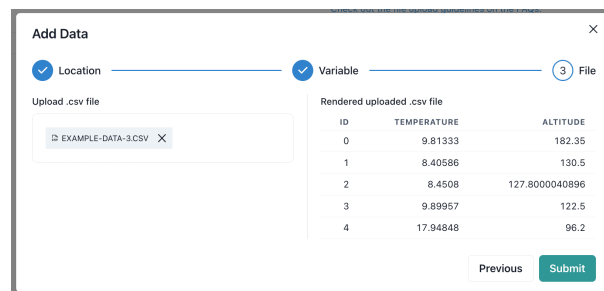 Check out the file upload guidelines on the FAQs.
Add Data
Location
Variable
3 File
Upload .csv file
EXAMPLE-DATA-3.CSV
Rendered uploaded .csv file
ID TEMPERATURE ALTITUDE
0 9.81333 182.35
1 8.40586 130.5
2 8.4508 127.8000040896
3 9.89957 122.5
4 17.94848 96.2
Previous
Submit